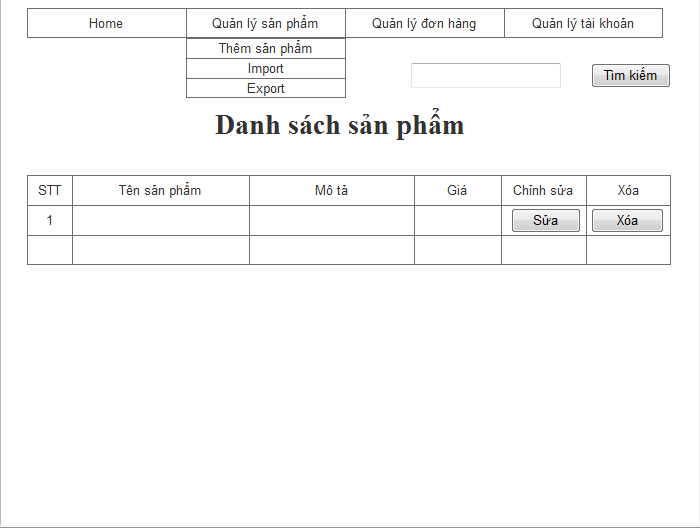 Home Quản lý sản phẩm Quản lý đơn hàng Quản lý tài khoản
Thêm sản phẩm
Import
Export
Tìm kiếm
Danh sách sản phẩm
STT Tên sản phẩm Mô tả Giá Chỉnh sửa Xóa
1 Sửa Xóa